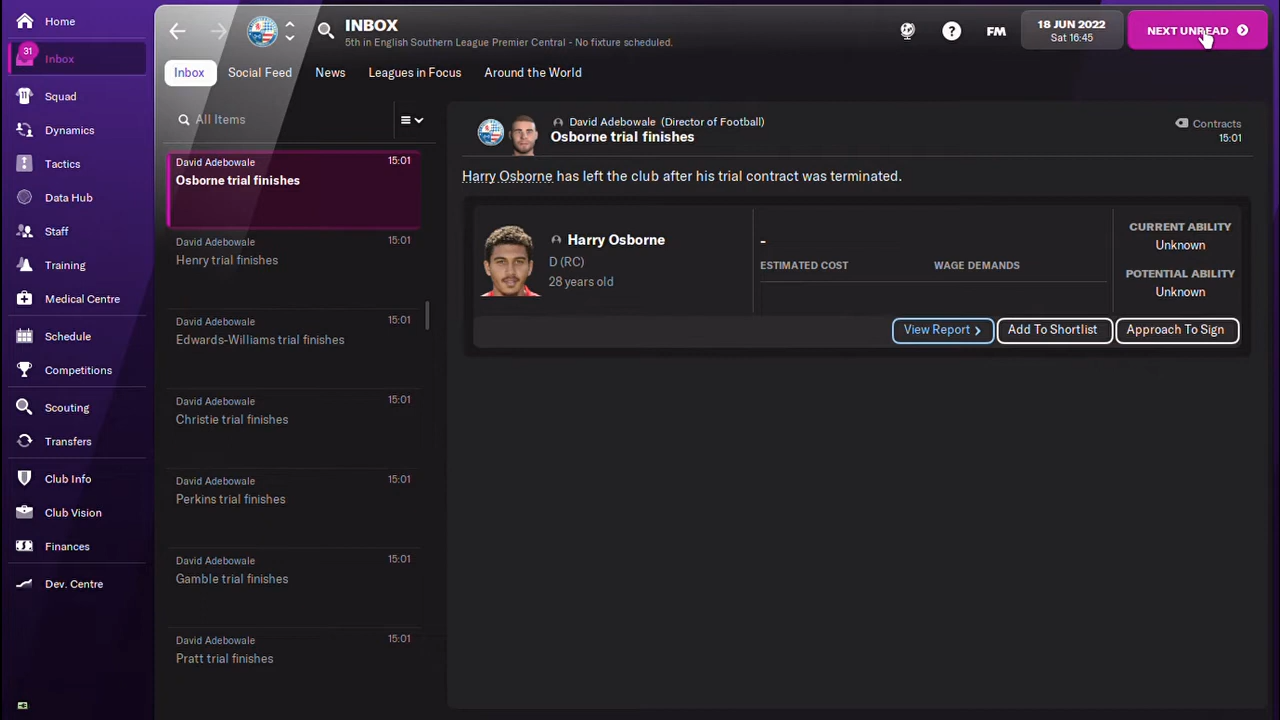 Home
31
Inbox
Squad
Dynamics
Tactics
Data Hub
Staff
Training
Medical Centre
Schedule
Competitions
Scouting
Transfers
Club Info
Club Vision
Finances
Dev. Centre
INBOX
5th in English Southern League Premier Central - No fixture scheduled.
?
FM
18 JUN 2022
Sat 16:45
NEXT UNREAD
Inbox Social Feed News Leagues in Focus Around the World
All Items
David Adebowale 15:01
Osborne trial finishes
David Adebowale 15:01
Henry trial finishes
David Adebowale 15:01
Edwards-Williams trial finishes
David Adebowale 15:01
Christie trial finishes
David Adebowale 15:01
Perkins trial finishes
David Adebowale 15:01
Gamble trial finishes
David Adebowale 15:01
Pratt trial finishes
David Adebowale (Director of Football)
Osborne trial finishes
Contracts
15:01
Harry Osborne has left the club after his trial contract was terminated.
Harry Osborne
D (RC)
28 years old
-
ESTIMATED COST WAGE DEMANDS
CURRENT ABILITY
Unknown
POTENTIAL ABILITY
Unknown
View Report Add To Shortlist Approach To Sign